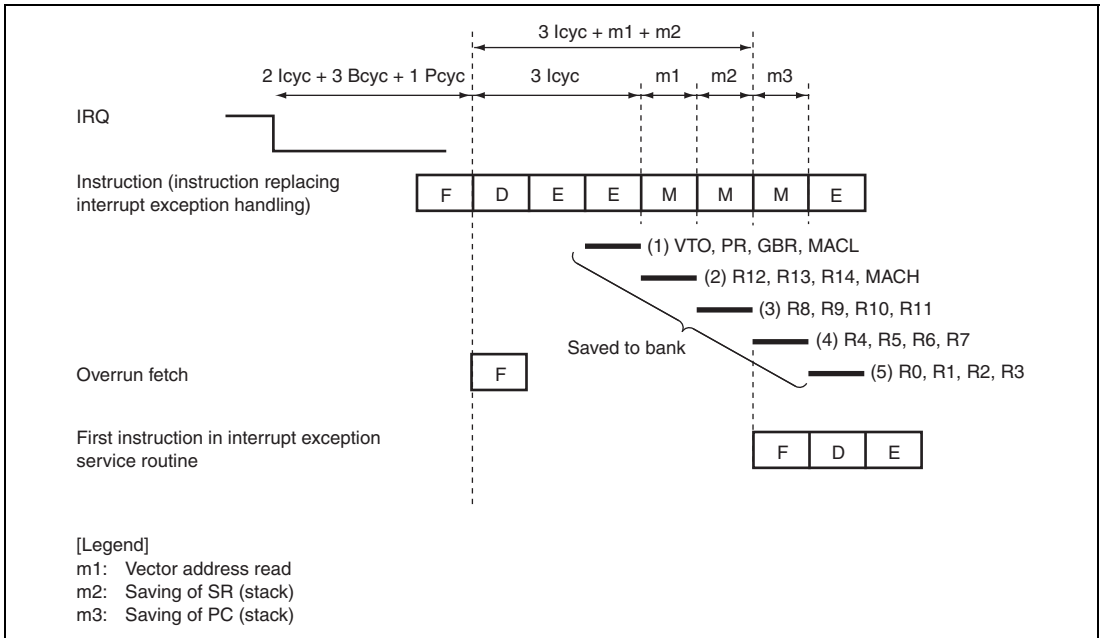 3 Icyc + m1 + m2
2 Icyc + 3 Bcyc + 1 Pcyc 3 Icyc m1 m2 m3
IRQ
Instruction (instruction replacing
interrupt exception handling)
F D E E M M M E
(1) VTO, PR, GBR, MACL
(2) R12, R13, R14, MACH
(3) R8, R9, R10, R11
(4) R4, R5, R6, R7
Saved to bank
(5) R0, R1, R2, R3
Overrun fetch
F
First instruction in interrupt exception
service routine
F D E
[Legend]
m1: Vector address read
m2: Saving of SR (stack)
m3: Saving of PC (stack)